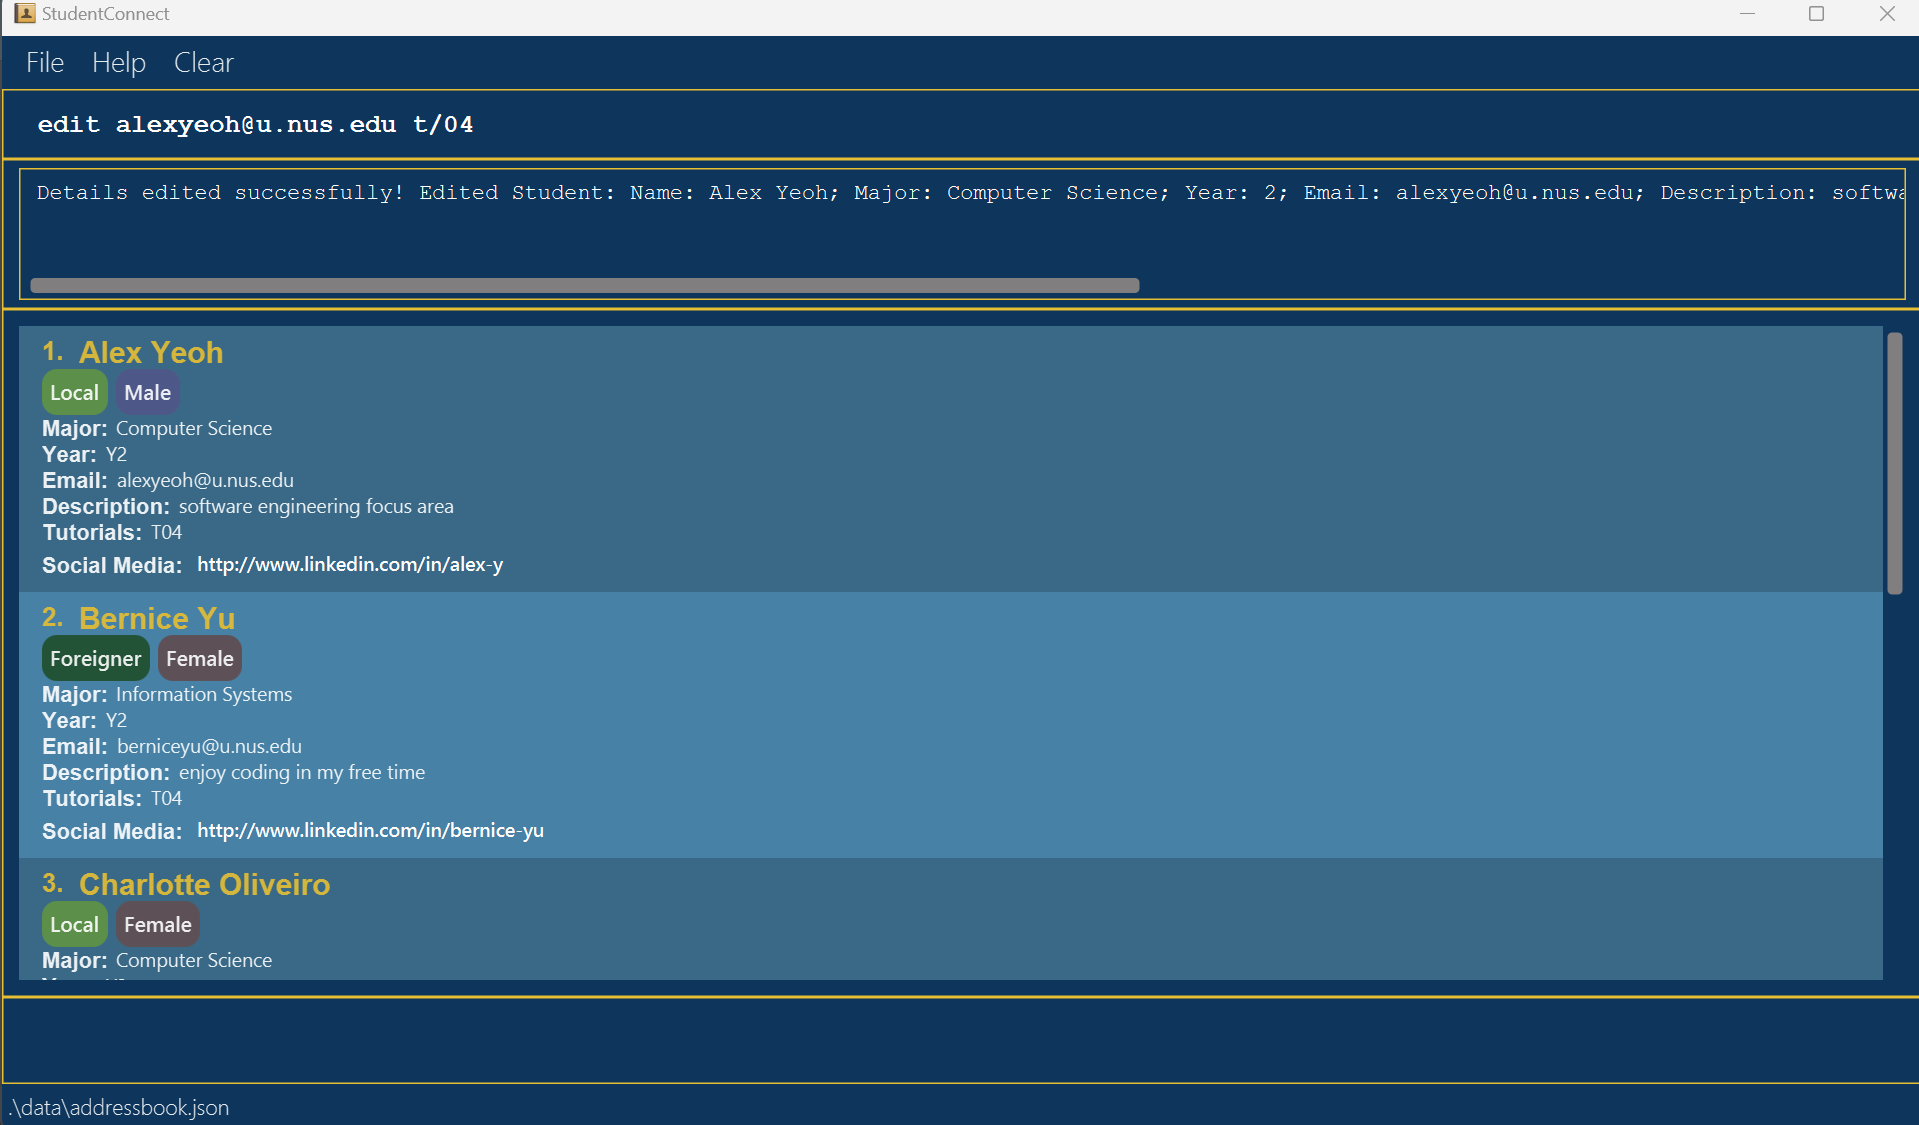 StudentConnect
File Help Clear
edit alexyeoh@u.nus.edu t/04
Details edited successfully! Edited Student: Name: Alex Yeoh; Major: Computer Science; Year: 2; Email: alexyeoh@u.nus.edu; Description:
1. Alex Yeoh
Local Male
Major: Computer Science
Year: Y2
Email: alexyeoh@u.nus.edu
Description: software engineering focus area
Tutorials: T04
Social Media: http://www.linkedin.com/in/alex-y
2. Bernice Yu
Foreigner Female
Major: Information Systems
Year: Y2
Email: berniceyu@u.nus.edu
Description: enjoy coding in my free time
Tutorials: T04
Social Media: http://www.linkedin.com/in/bernice-yu
3. Charlotte Oliveiro
Local Female
Major: Computer Science
.\data\addressbook.json